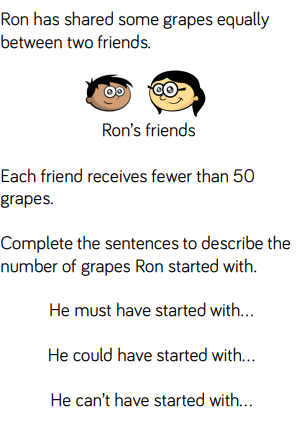 Ron has shared some grapes equally
between two friends.
Ron's friends
Each friend receives fewer than 50
grapes.
Complete the sentences to describe the
number of grapes Ron started with.
He must have started with...
He could have started with...
He can't have started with...